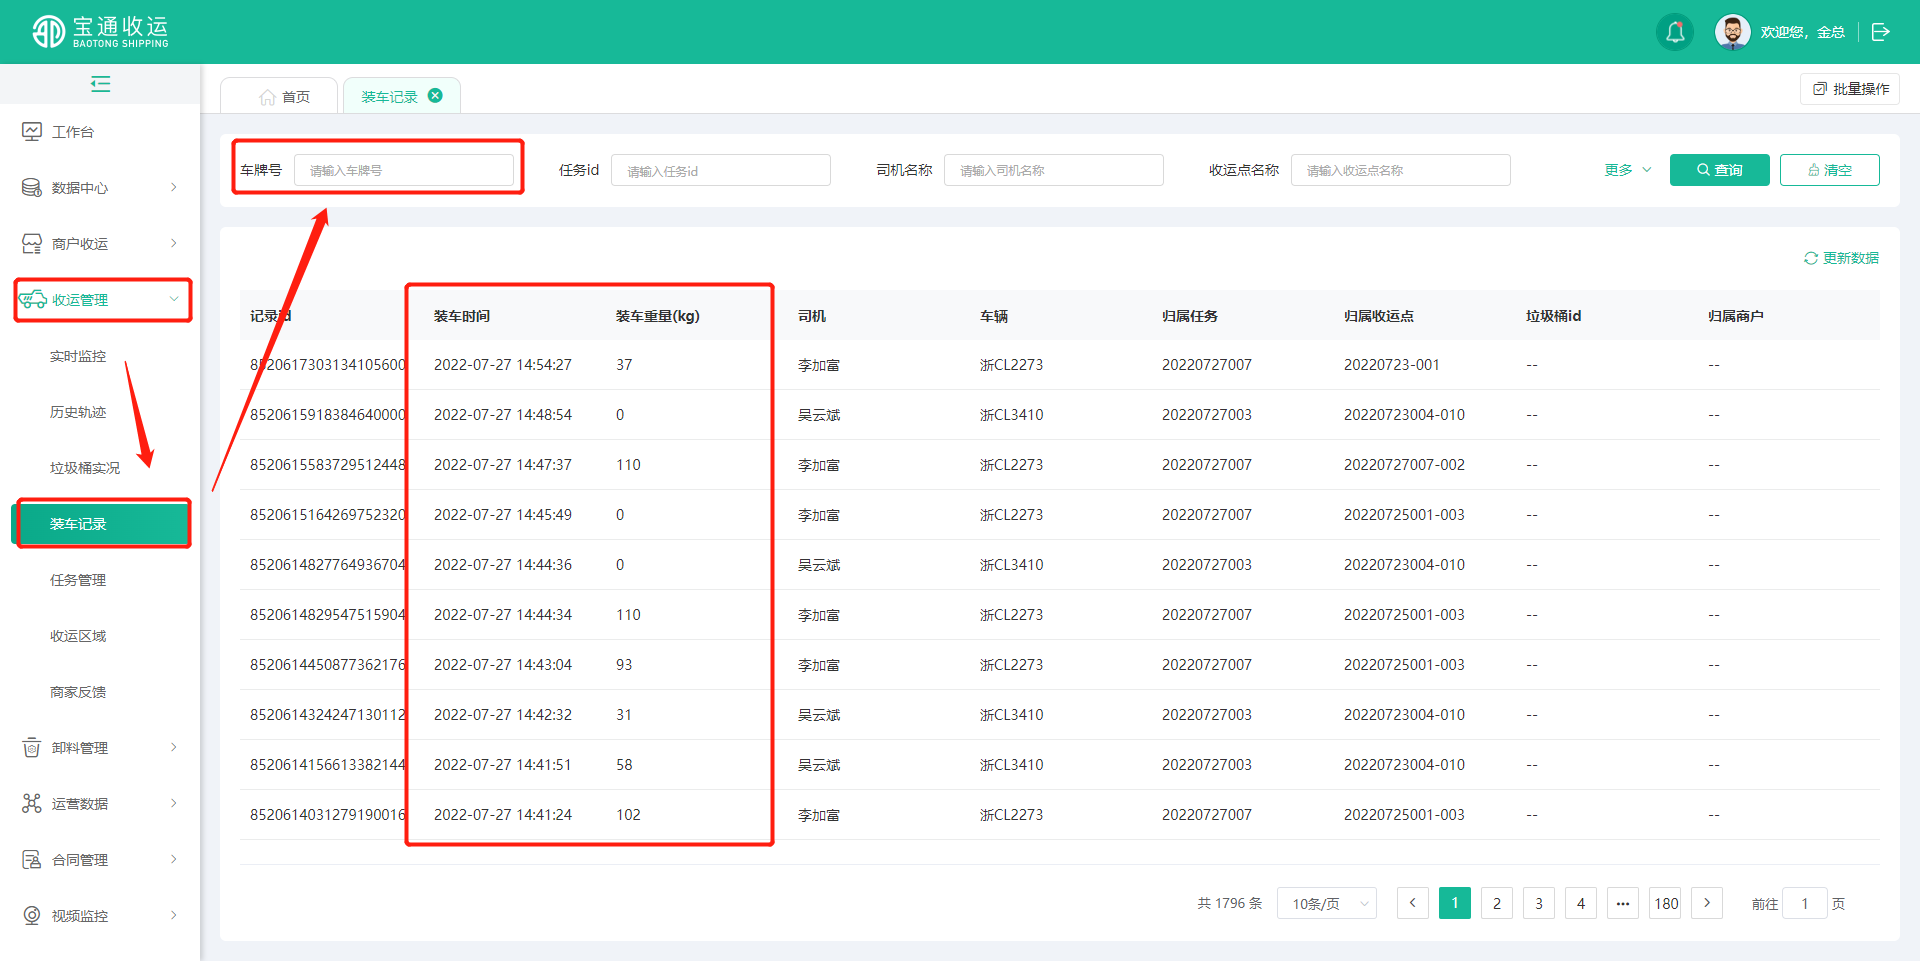 宝通收运
BAOTONG SHIPPING
欢迎您，金总
首页
装车记录
批量操作
工作台
数据中心
商户收运
收运管理
实时监控
历史轨迹
垃圾桶实况
装车记录
任务管理
收运区域
商家反馈
卸料管理
运营数据
合同管理
视频监控
车牌号 请输入车牌号 任务id 请输入任务id 司机名称 请输入司机名称 收运点名称 请输入收运点名称 更多 查询 清空
更新数据
记录id 装车时间 装车重量(kg) 司机 车辆 归属任务 归属收运点 垃圾桶id 归属商户
852061730313410560​0 2022-07-27 14:54:27 37 李加富 浙CL2273 20220727007 20220723-001 -- --
8520615918384640000 2022-07-27 14:48:54 0 吴云斌 浙CL3410 20220727003 20220723004-010 -- --
8520615583729512448 2022-07-27 14:47:37 110 李加富 浙CL2273 20220727007 20220727007-002 -- --
8520615164269752320 2022-07-27 14:45:49 0 李加富 浙CL2273 20220727007 20220725001-003 -- --
8520614827764936704 2022-07-27 14:44:36 0 吴云斌 浙CL3410 20220727003 20220723004-010 -- --
8520614829547515904 2022-07-27 14:44:34 110 李加富 浙CL2273 20220727007 20220725001-003 -- --
8520614450877362176 2022-07-27 14:43:04 93 李加富 浙CL2273 20220727007 20220725001-003 -- --
8520614324247130112 2022-07-27 14:42:32 31 吴云斌 浙CL3410 20220727003 20220723004-010 -- --
8520614156613382144 2022-07-27 14:41:51 58 吴云斌 浙CL3410 20220727003 20220723004-010 -- --
8520614031279190016 2022-07-27 14:41:24 102 李加富 浙CL2273 20220727007 20220725001-003 -- --
共 1796 条 10条/页 1 2 3 4 ••• 180 前往 1 页